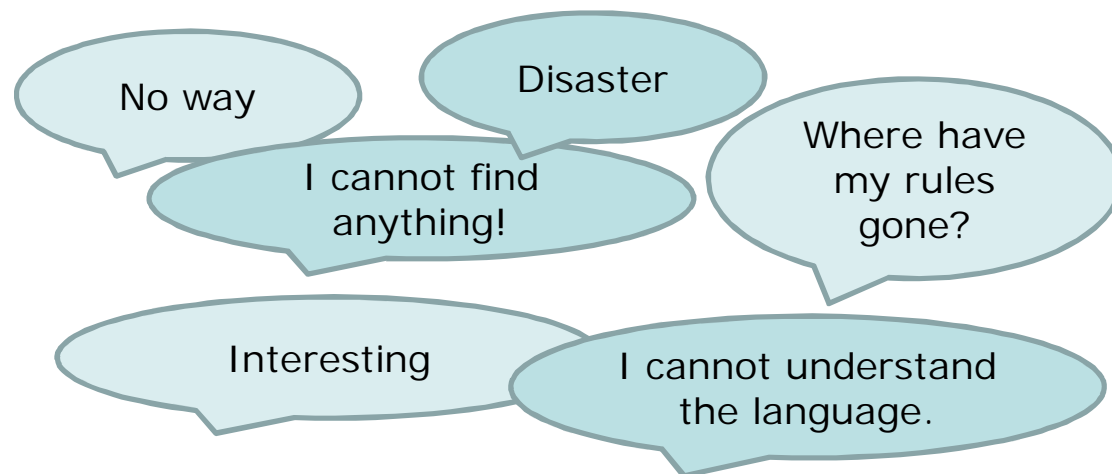 No way
Disaster
I cannot find
anything!
Where have
my rules
gone?
Interesting
I cannot understand
the language.